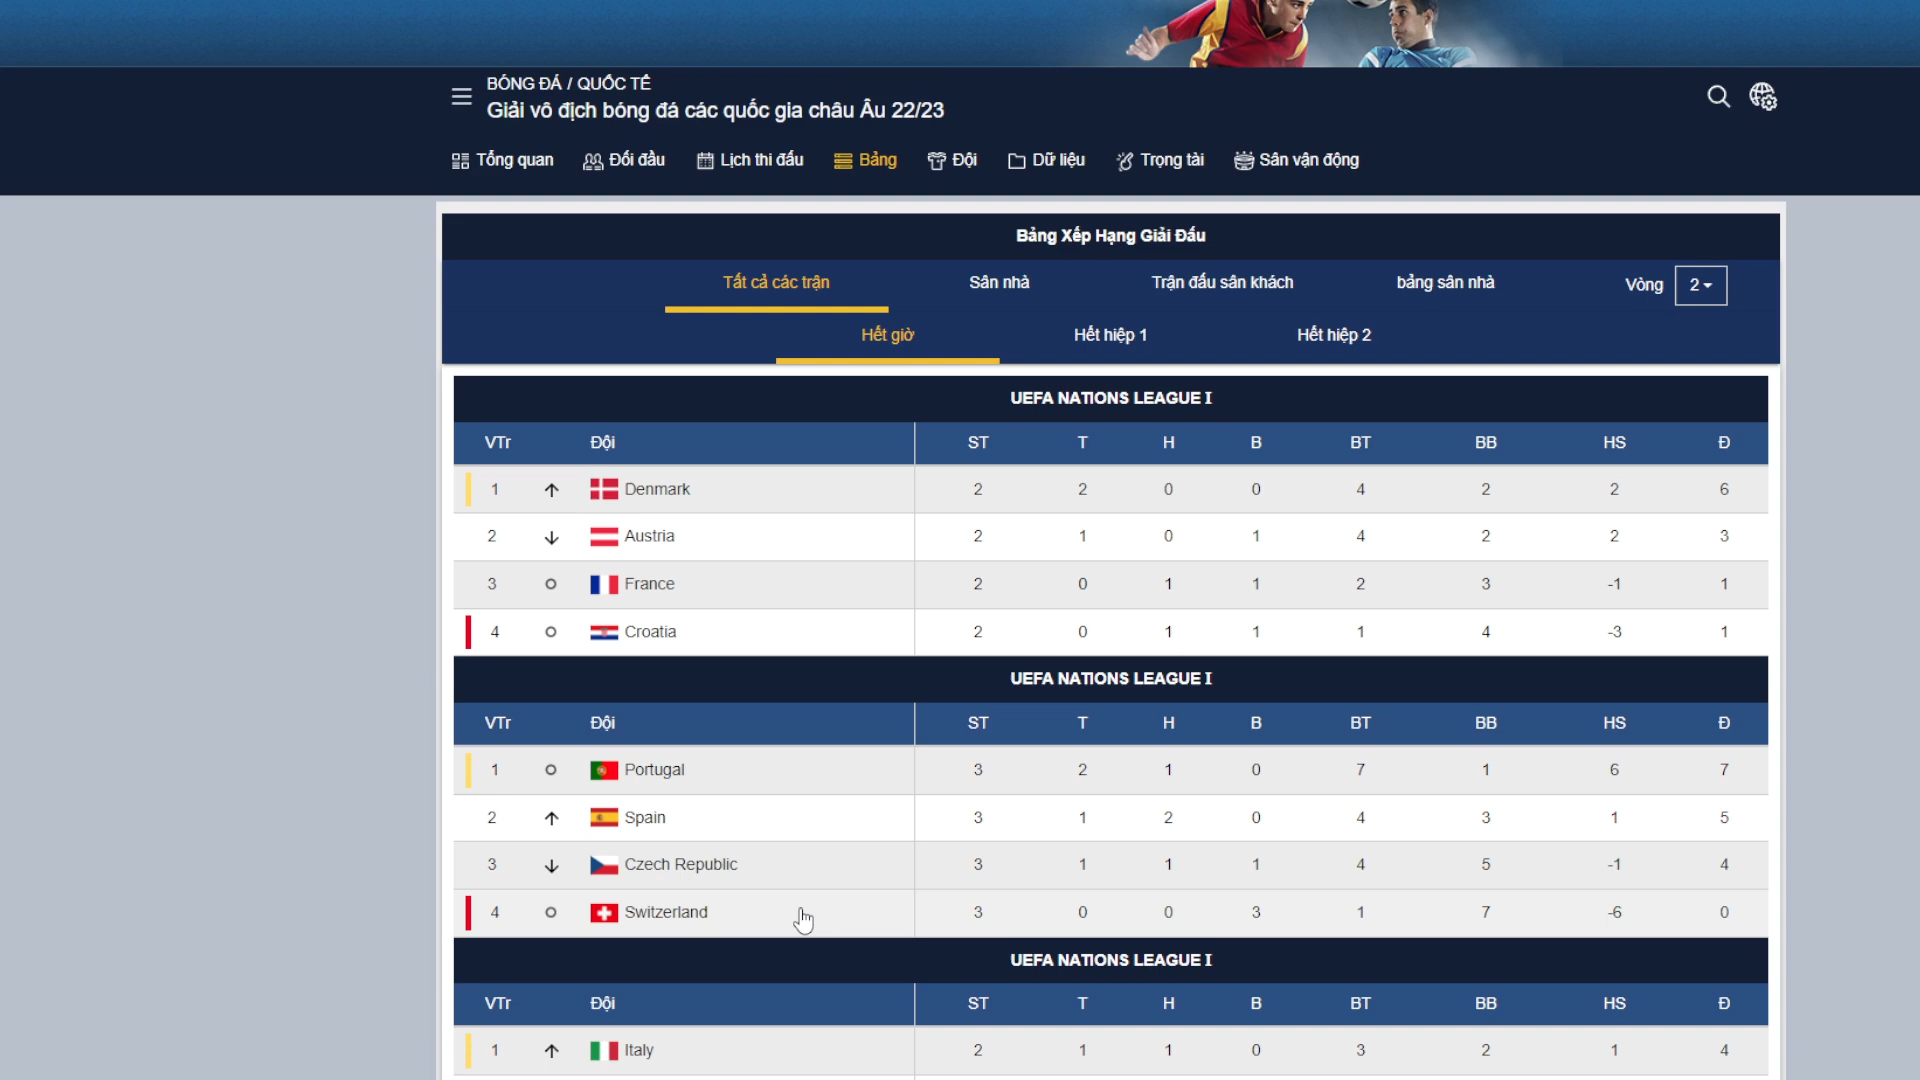 BÓNG ĐÁ / QUỐC TẾ
Giải vô địch bóng đá các quốc gia châu Âu 22/23
Tổng quan Đối đầu Lịch thi đấu Bảng Đội Dữ liệu Trọng tài Sân vận động
Bảng Xếp Hạng Giải Đấu
Tất cả các trận Sân nhà Trận đấu sân khách bảng sân nhà Vòng 2
Hết giờ Hết hiệp 1 Hết hiệp 2
UEFA NATIONS LEAGUE I
VTr Đội ST T H B BT BB HS Đ
1 Denmark 2 2 0 0 4 2 2 6
2 Austria 2 1 0 1 4 2 2 3
3 France 2 0 1 1 2 3 -1 1
4 Croatia 2 0 1 1 1 4 -3 1
UEFA NATIONS LEAGUE I
VTr Đội ST T H B BT BB HS Đ
1 Portugal 3 2 1 0 7 1 6 7
2 Spain 3 1 2 0 4 3 1 5
3 Czech Republic 3 1 1 1 4 5 -1 4
4 Switzerland 3 0 0 3 1 7 -6 0
UEFA NATIONS LEAGUE I
VTr Đội ST T H B BT BB HS Đ
1 Italy 2 1 1 0 3 2 1 4